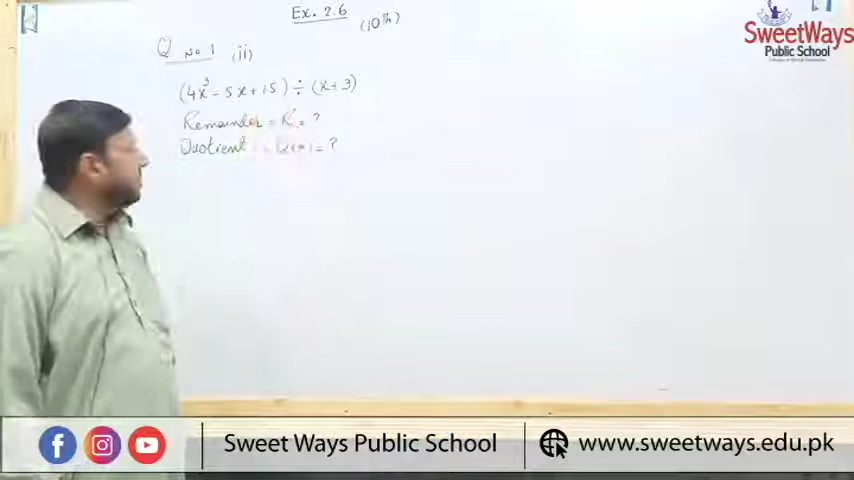 Ex. 2.6
(10th)
Q No 1 (ii)
(4x³ - 5x + 15) ÷ (x + 3)
Remainder = R = ?
Quotient = Q(x) = ?
SweetWays
Public School
Sweet Ways Public School
www.sweetways.edu.pk